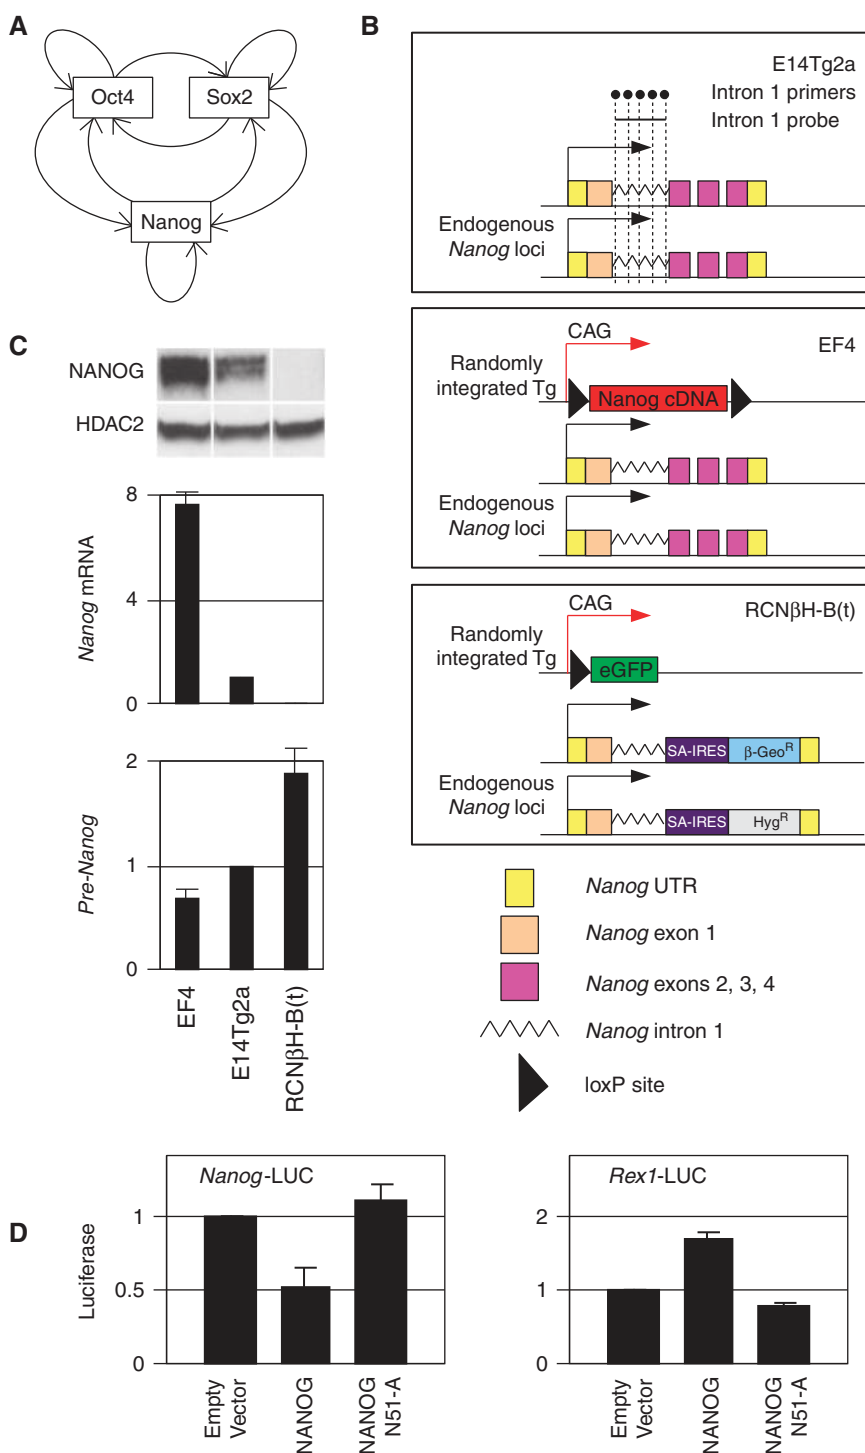 A
Oct4
Sox2
Nanog
B
E14Tg2a
Intron 1 primers
Intron 1 probe
Endogenous
Nanog loci
CAG
EF4
Randomly
integrated Tg
Nanog cDNA
Endogenous
Nanog loci
CAG
RCNβH-B(t)
Randomly
integrated Tg
eGFP
SA-IRES
β-Geo^R
Endogenous
Nanog loci
SA-IRES
Hyg^R
Nanog UTR
Nanog exon 1
Nanog exons 2, 3, 4
Nanog intron 1
loxP site
C
NANOG
HDAC2
Nanog mRNA
8
4
0
Pre-Nanog
2
1
0
EF4
E14Tg2a
RCNβH-B(t)
D
Nanog-LUC
Luciferase
1
0.5
0
Empty
Vector
NANOG
NANOG
N51-A
Rex1-LUC
2
1
0
Empty
Vector
NANOG
NANOG
N51-A